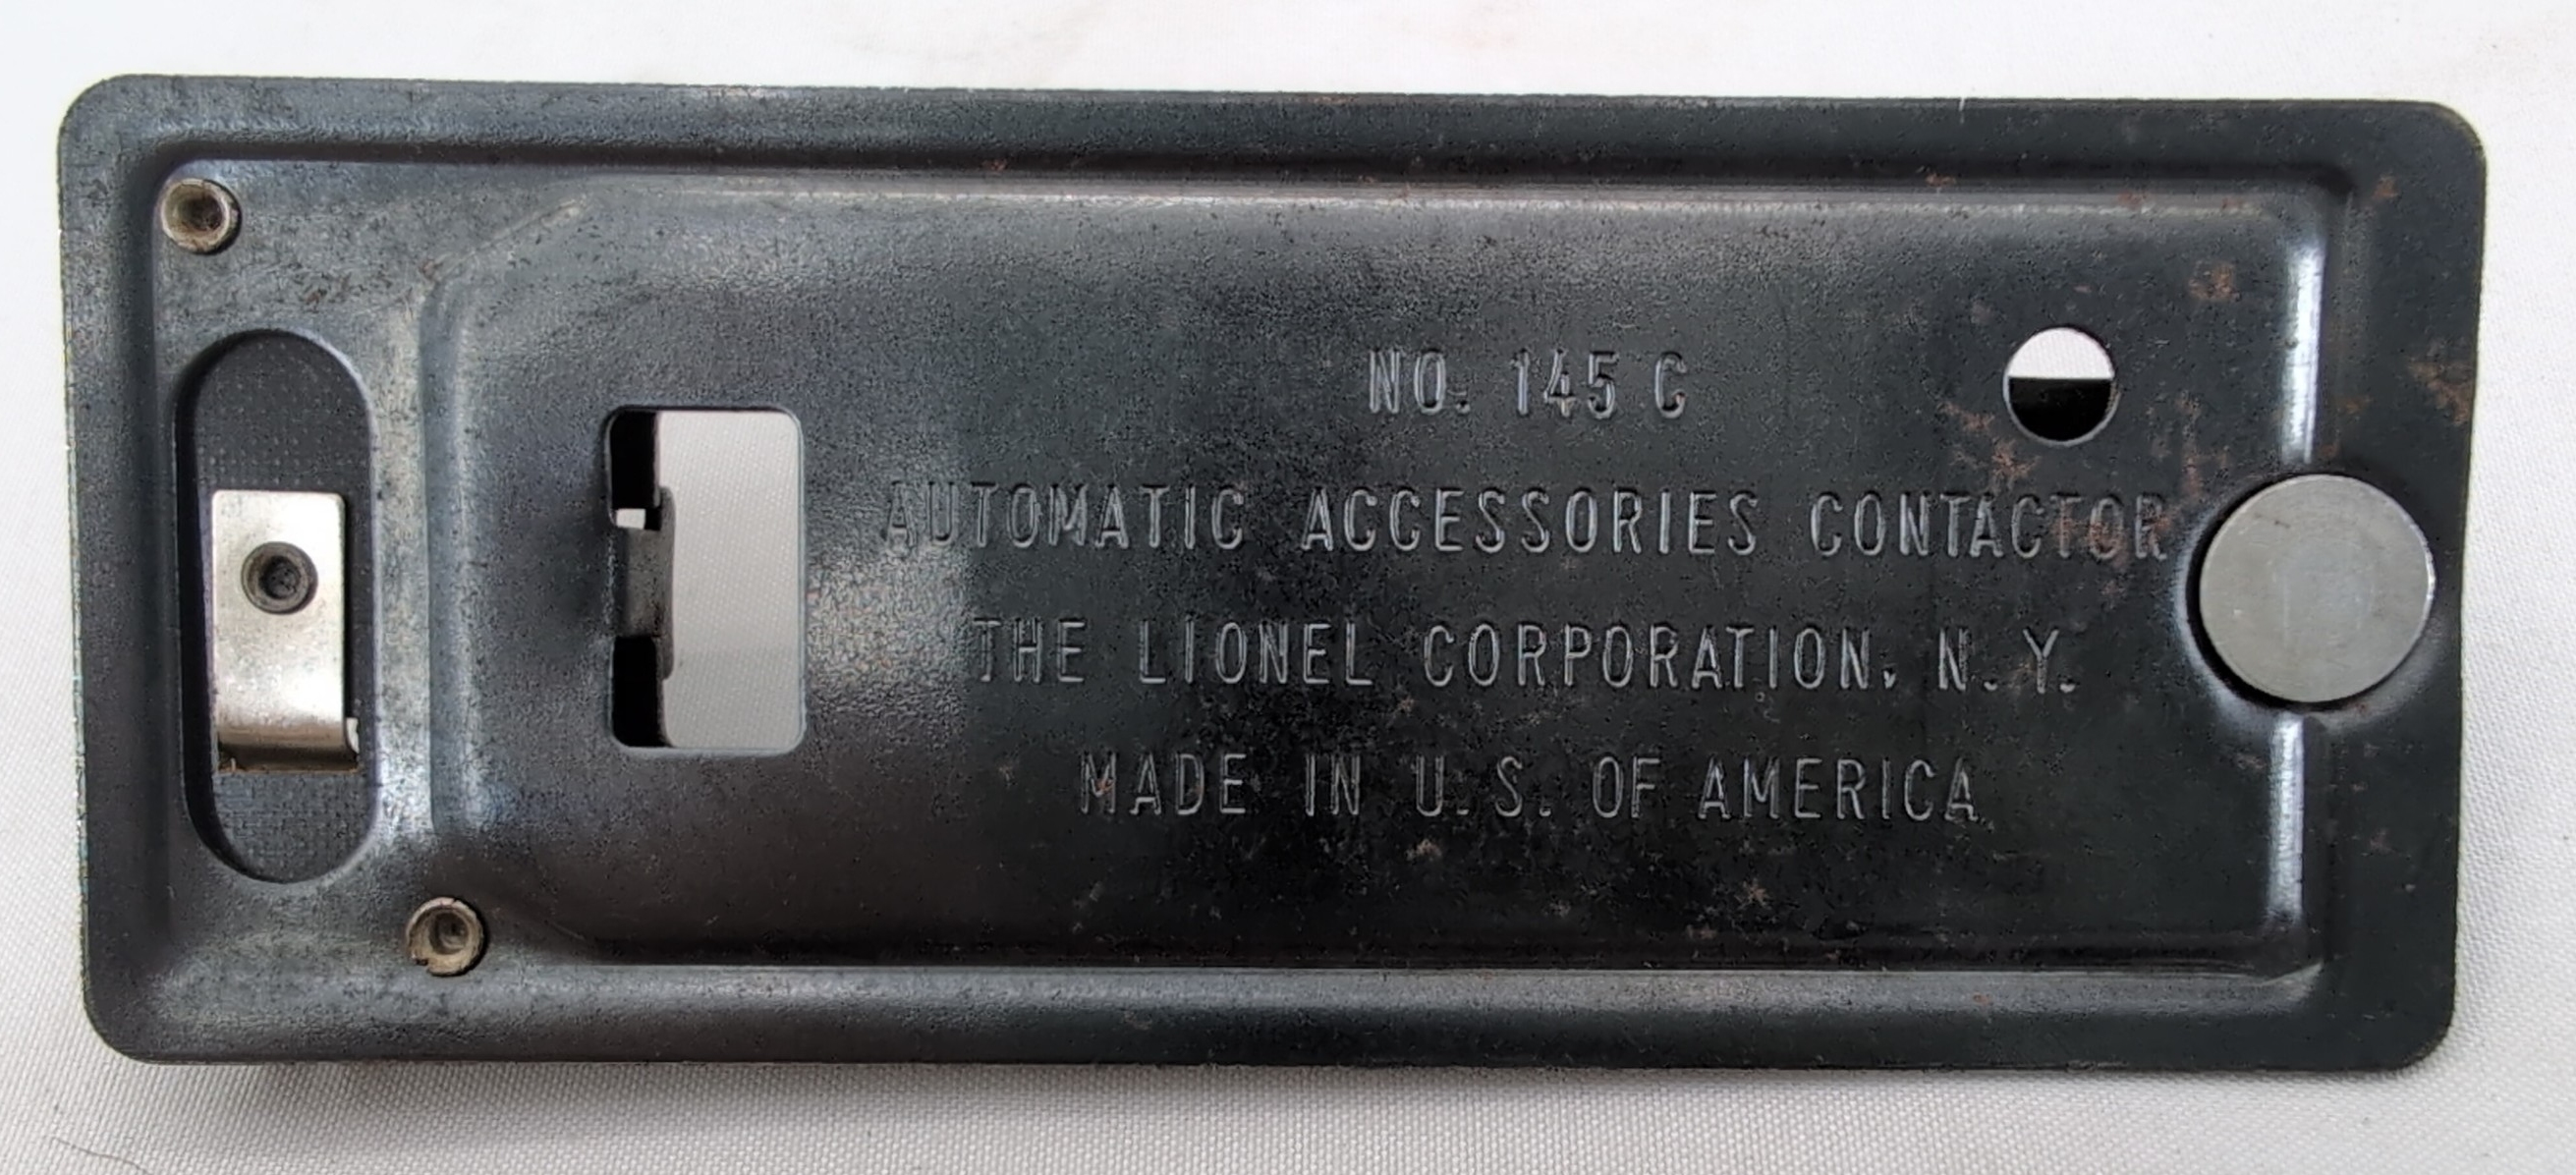 NO. 145 C
AUTOMATIC ACCESSORIES CONTACTOR
THE LIONEL CORPORATION, N. Y.
MADE IN U. S. OF AMERICA